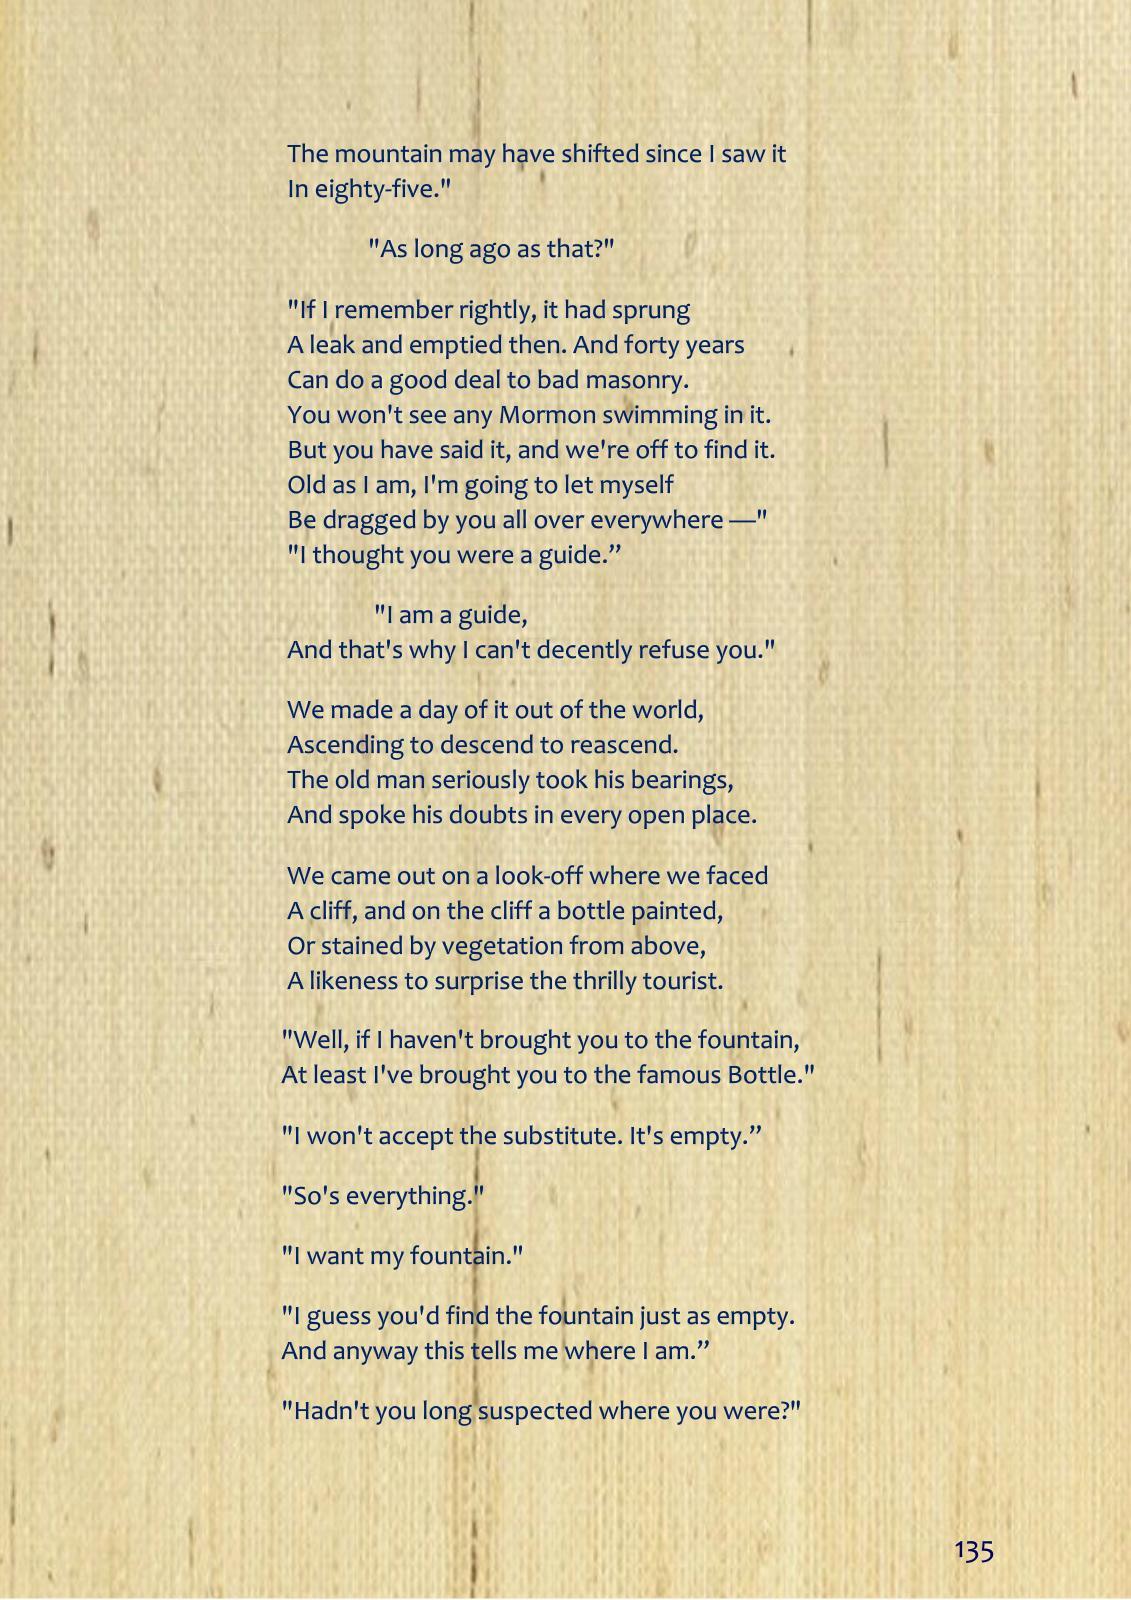 The mountain may have shifted since I saw it
In eighty-five."
"As long ago as that?"
"If I remember rightly, it had sprung
A leak and emptied then. And forty years
Can do a good deal to bad masonry.
You won't see any Mormon swimming in it.
But you have said it, and we're off to find it.
Old as I am, I'm going to let myself
Be dragged by you all over everywhere —"
"I thought you were a guide.”
"I am a guide,
And that's why I can't decently refuse you."
We made a day of it out of the world,
Ascending to descend to reascend.
The old man seriously took his bearings,
And spoke his doubts in every open place.
We came out on a look-off where we faced
A cliff, and on the cliff a bottle painted,
Or stained by vegetation from above,
A likeness to surprise the thrilly tourist.
"Well, if I haven't brought you to the fountain,
At least I've brought you to the famous Bottle."
"I won't accept the substitute. It's empty.”
"So's everything."
"I want my fountain."
"I guess you'd find the fountain just as empty.
And anyway this tells me where I am.”
"Hadn't you long suspected where you were?"
135